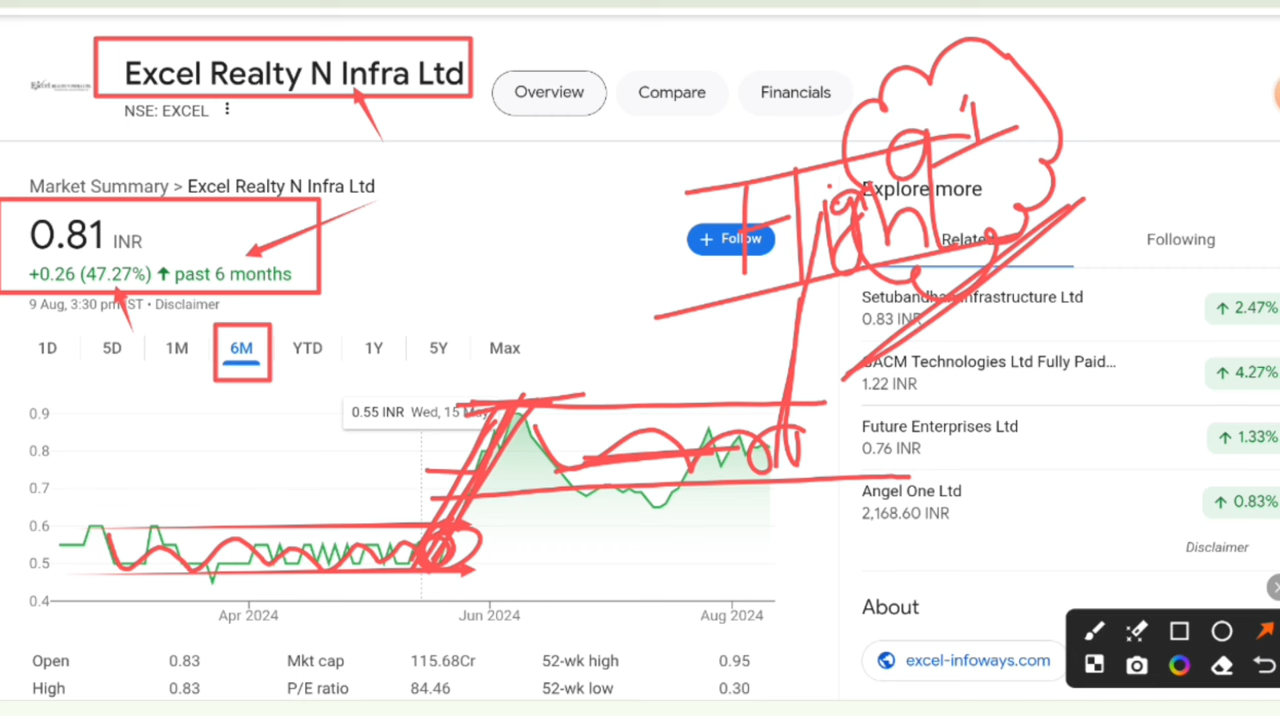 Excel Realty N Infra Ltd
NSE: EXCEL
Overview
Compare
Financials
Market Summary > Excel Realty N Infra Ltd
0.81 INR
+0.26 (47.27%) ↑ past 6 months
9 Aug, 3:30 pm IST • Disclaimer
+ Follow
1D 5D 1M 6M YTD 1Y 5Y Max
0.55 INR Wed, 15 May
0.9
0.8
0.7
0.6
0.5
0.4
Apr 2024 Jun 2024 Aug 2024
Open 0.83 Mkt cap 115.68Cr 52-wk high 0.95
High 0.83 P/E ratio 84.46 52-wk low 0.30
Explore more
Related Following
Setubandhan Infrastructure Ltd
0.83 INR
↑ 2.47%
GACM Technologies Ltd Fully Paid...
1.22 INR
↑ 4.27%
Future Enterprises Ltd
0.76 INR
↑ 1.33%
Angel One Ltd
2,168.60 INR
↑ 0.83%
Disclaimer
About
excel-infoways.com